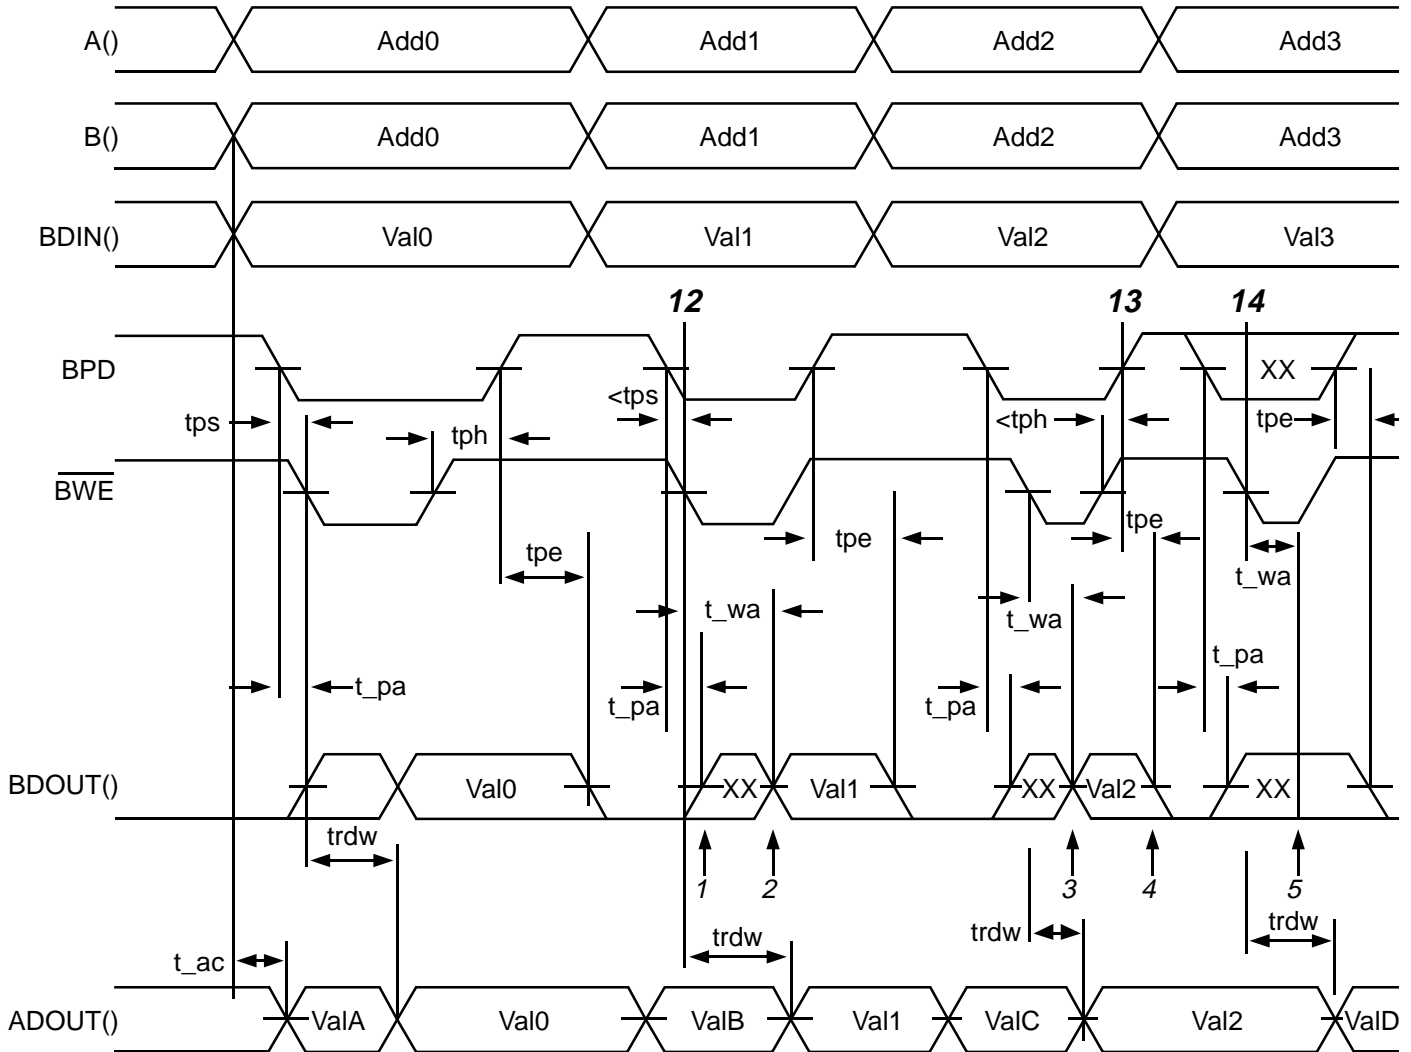 A() Add0 Add1 Add2 Add3
B() Add0 Add1 Add2 Add3
BDIN() Val0 Val1 Val2 Val3
12 13 14
BPD XX
<tps
tps tph <tph tpe
BWE
tpe tpe tpe
t_wa
t_wa t_wa
t_pa
t_pa t_pa t_pa
BDOUT() Val0 XX Val1 XX Val2 XX
trdw
1 2 3 4 5
trdw trdw trdw
t_ac
ADOUT() ValA Val0 ValB Val1 ValC Val2 ValD